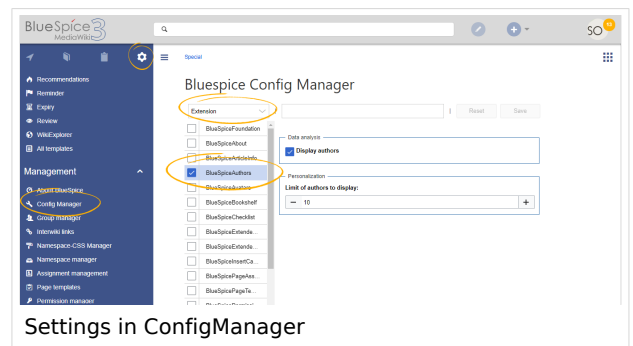 BlueSpice3
MediaWiki
SO
Special
Recommendations
Reminder
Expiry
Review
WikiExplorer
All templates
Management
About BlueSpice
Config Manager
Group manager
Interwiki links
Namespace-CSS Manager
Namespace manager
Assignment management
Page templates
Permission manager
Bluespice Config Manager
Extension
Reset
Save
BlueSpiceFoundation
BlueSpiceAbout
BlueSpiceArticleInfo
BlueSpiceAuthors
BlueSpiceAvatars
BlueSpiceBookshelf
BlueSpiceChecklist
BlueSpiceExtende...
BlueSpiceExtende...
BlueSpiceInsertCa...
BlueSpicePageAss...
BlueSpicePageTe...
Data analysis
Display authors
Personalization
Limit of authors to display:
10
Settings in ConfigManager